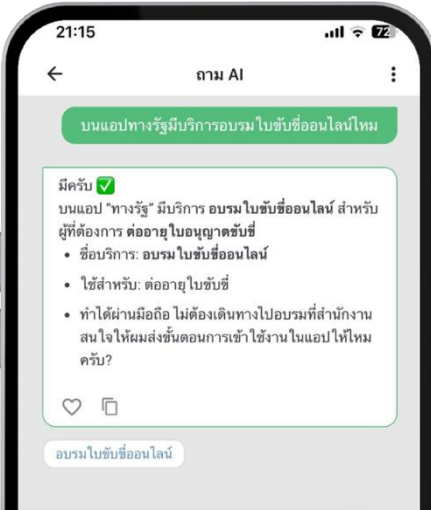 21:15
72
ถาม AI
บนแอปทางรัฐมีบริการอบรมใบขับขี่ออนไลน์ไหม
มีครับ ✅
บนแอป “ทางรัฐ” มีบริการ อบรมใบขับขี่ออนไลน์ สำหรับ
ผู้ที่ต้องการ ต่ออายุใบอนุญาตขับขี่
• ชื่อบริการ: อบรมใบขับขี่ออนไลน์
• ใช้สำหรับ: ต่ออายุใบขับขี่
• ทำได้ผ่านมือถือ ไม่ต้องเดินทางไปอบรมที่สำนักงาน
สนใจให้ผมส่งขั้นตอนการเข้าใช้งานในแอปให้ไหม
ครับ?
อบรมใบขับขี่ออนไลน์